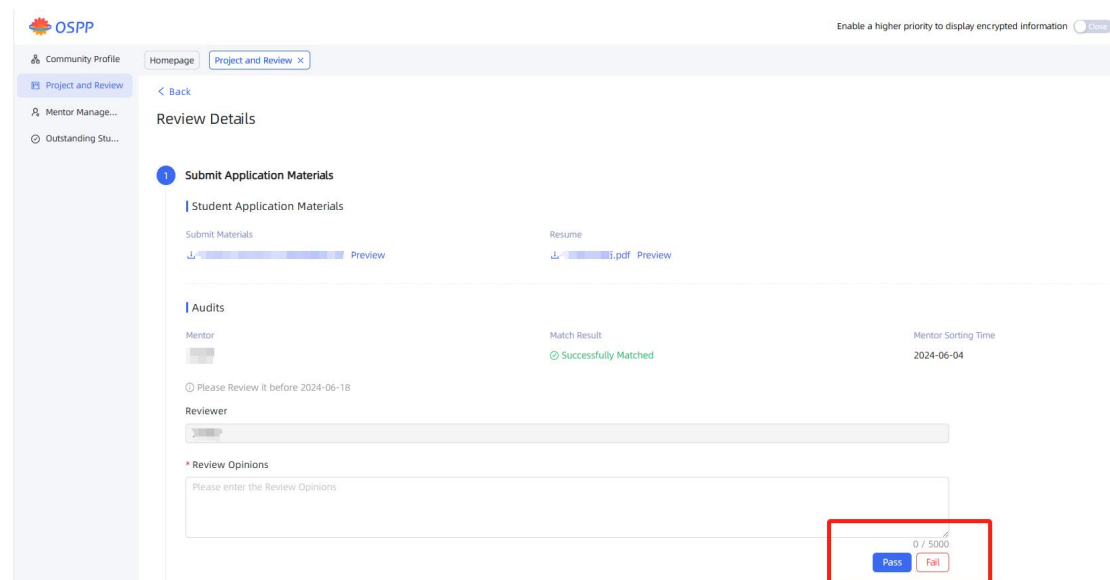 OSPP
Enable a higher priority to display encrypted information Close
Community Profile
Homepage Project and Review ×
Project and Review
< Back
Mentor Manage...
Review Details
Outstanding Stu...
1 Submit Application Materials
Student Application Materials
Submit Materials Resume
Preview .pdf Preview
Audits
Mentor Match Result Mentor Sorting Time
Successfully Matched 2024-06-04
Please Review it before 2024-06-18
Reviewer
* Review Opinions
Please enter the Review Opinions
0 / 5000
Pass Fail